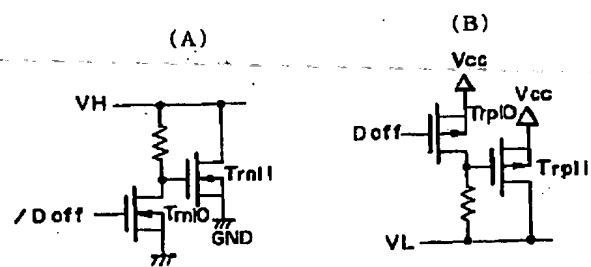 (A)
VH
Trn11
/Doff
Trn10
GND
(B)
Vcc
Vcc
Trp10
Doff
Trp11
VL